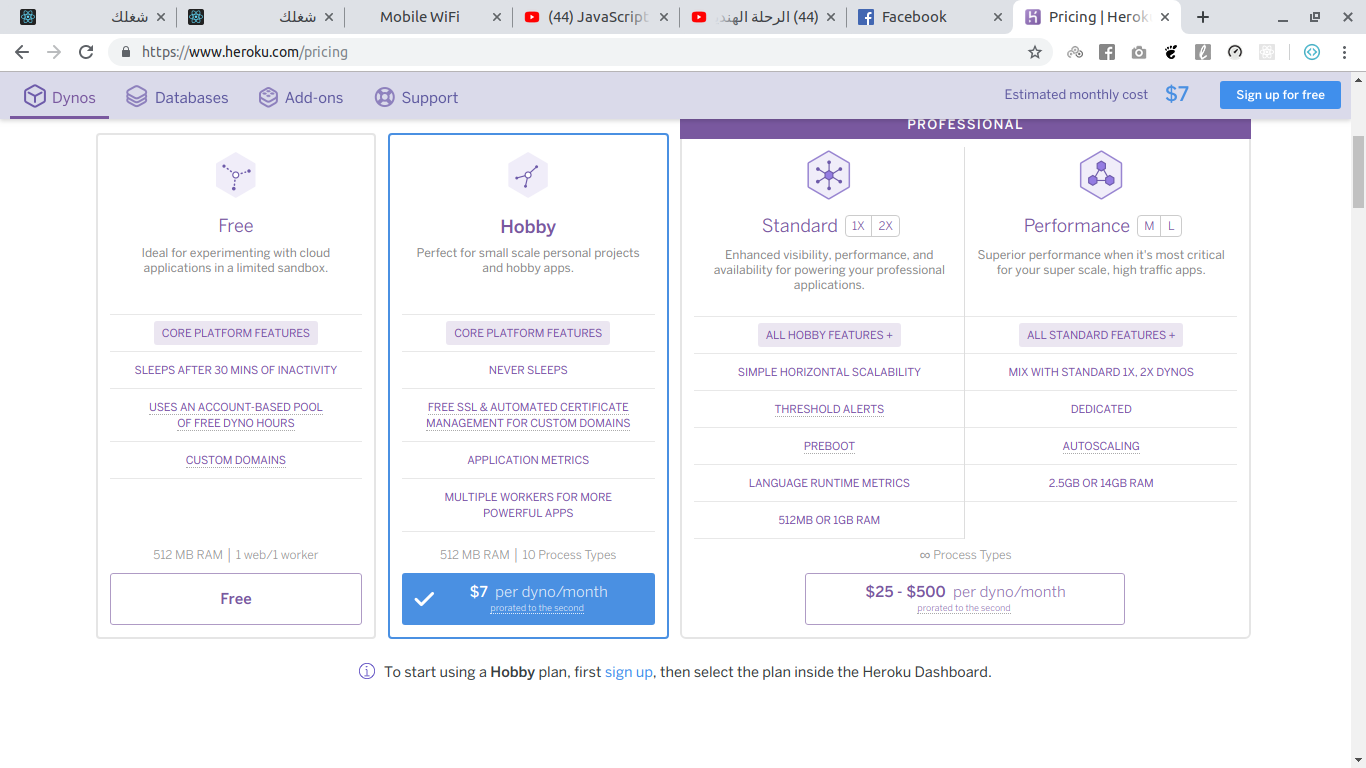 شغلك
شغلك
Mobile WiFi
(44) JavaScript
(44) الرحلة الهند
Facebook
Pricing | Herok
https://www.heroku.com/pricing
Dynos
Databases
Add-ons
Support
Estimated monthly cost $7
Sign up for free
PROFESSIONAL
Free
Ideal for experimenting with cloud
applications in a limited sandbox.
CORE PLATFORM FEATURES
SLEEPS AFTER 30 MINS OF INACTIVITY
USES AN ACCOUNT-BASED POOL
OF FREE DYNO HOURS
CUSTOM DOMAINS
512 MB RAM | 1 web/1 worker
Free
Hobby
Perfect for small scale personal projects
and hobby apps.
CORE PLATFORM FEATURES
NEVER SLEEPS
FREE SSL & AUTOMATED CERTIFICATE
MANAGEMENT FOR CUSTOM DOMAINS
APPLICATION METRICS
MULTIPLE WORKERS FOR MORE
POWERFUL APPS
512 MB RAM | 10 Process Types
$7 per dyno/month
prorated to the second
Standard 1X 2X
Enhanced visibility, performance, and
availability for powering your professional
applications.
ALL HOBBY FEATURES +
SIMPLE HORIZONTAL SCALABILITY
THRESHOLD ALERTS
PREBOOT
LANGUAGE RUNTIME METRICS
512MB OR 1GB RAM
Performance M L
Superior performance when it's most critical
for your super scale, high traffic apps.
ALL STANDARD FEATURES +
MIX WITH STANDARD 1X, 2X DYNOS
DEDICATED
AUTOSCALING
2.5GB OR 14GB RAM
∞ Process Types
$25 - $500 per dyno/month
prorated to the second
To start using a Hobby plan, first sign up, then select the plan inside the Heroku Dashboard.